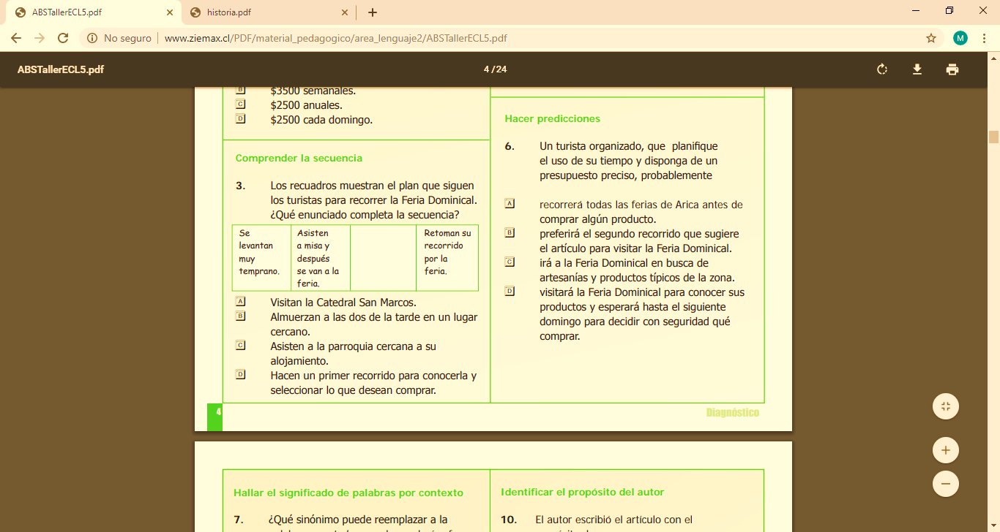 ABSTallerECL5.pdf
historia.pdf
No seguro
www.ziemax.cl/PDF/material_pedagogico/area_lenguaje2/ABSTallerECL5.pdf
M
ABSTallerECL5.pdf
4 / 24
B $3500 semanales.
C $2500 anuales.
D $2500 cada domingo.
Comprender la secuencia
3. Los recuadros muestran el plan que siguen
los turistas para recorrer la Feria Dominical.
¿Qué enunciado completa la secuencia?
Se
levantan
muy
temprano.
Asisten
a misa y
después
se van a la
feria.
Retoman su
recorrido
por la
feria.
A Visitan la Catedral San Marcos.
B Almuerzan a las dos de la tarde en un lugar
cercano.
C Asisten a la parroquia cercana a su
alojamiento.
D Hacen un primer recorrido para conocerla y
seleccionar lo que desean comprar.
Hacer predicciones
6. Un turista organizado, que planifique
el uso de su tiempo y disponga de un
presupuesto preciso, probablemente
A recorrerá todas las ferias de Arica antes de
comprar algún producto.
B preferirá el segundo recorrido que sugiere
el artículo para visitar la Feria Dominical.
C irá a la Feria Dominical en busca de
artesanías y productos típicos de la zona.
D visitará la Feria Dominical para conocer sus
productos y esperará hasta el siguiente
domingo para decidir con seguridad qué
comprar.
4
Diagnóstico
Hallar el significado de palabras por contexto
7. ¿Qué sinónimo puede reemplazar a la
Identificar el propósito del autor
10. El autor escribió el artículo con el